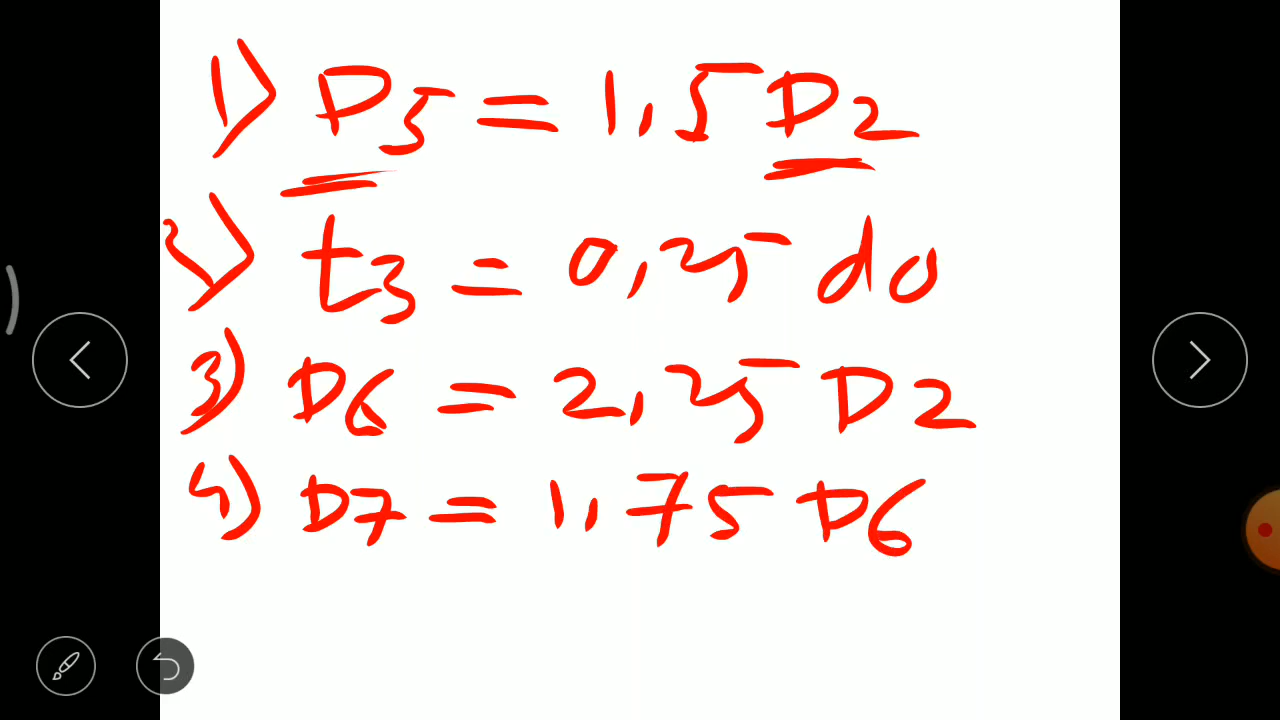 1) D5 = 1,5 D2
2) t3 = 0,25 do
3) D6 = 2,25 D2
4) D7 = 1,75 D6